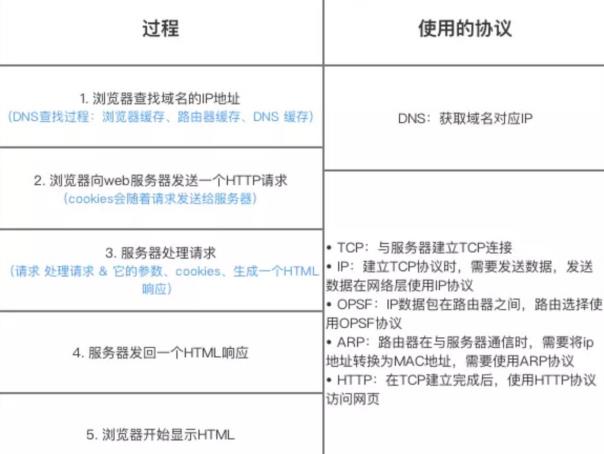 过程
使用的协议
1. 浏览器查找域名的IP地址
（DNS查找过程：浏览器缓存、路由器缓存、DNS 缓存）
DNS：获取域名对应IP
2. 浏览器向web服务器发送一个HTTP请求
（cookies会随着请求发送给服务器）
3. 服务器处理请求
（请求 处理请求 & 它的参数、cookies、生成一个HTML
响应）
4. 服务器发回一个HTML响应
5. 浏览器开始显示HTML
• TCP：与服务器建立TCP连接
• IP：建立TCP协议时，需要发送数据，发送
数据在网络层使用IP协议
• OPSF：IP数据包在路由器之间，路由选择使
用OPSF协议
• ARP：路由器在与服务器通信时，需要将ip
地址转换为MAC地址，需要使用ARP协议
• HTTP：在TCP建立完成后，使用HTTP协议
访问网页